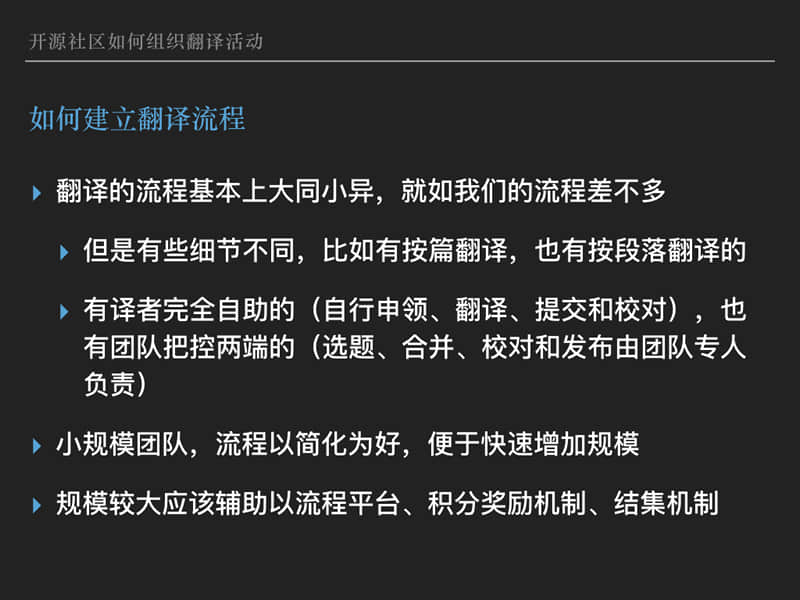 开源社区如何组织翻译活动
如何建立翻译流程
翻译的流程基本上大同小异，就如我们的流程差不多
但是有些细节不同，比如有按篇翻译，也有按段落翻译的
有译者完全自助的（自行申领、翻译、提交和校对），也
有团队把控两端的（选题、合并、校对和发布由团队专人
负责）
小规模团队，流程以简化为好，便于快速增加规模
规模较大应该辅助以流程平台、积分奖励机制、结集机制